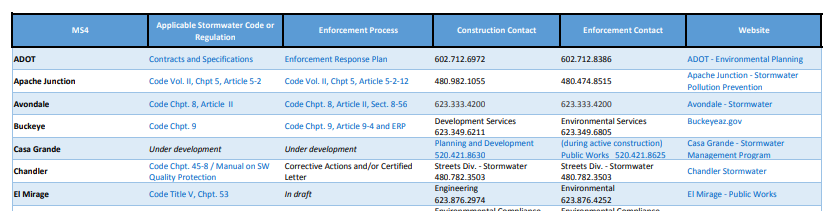 MS4 Applicable Stormwater Code or Regulation Enforcement Process Construction Contact Enforcement Contact Website
ADOT Contracts and Specifications Enforcement Response Plan 602.712.6972 602.712.8386 ADOT - Environmental Planning
Apache Junction Code Vol. II, Chpt 5, Article 5-2 Code Vol. II, Chpt 5, Article 5-2-12 480.982.1055 480.474.8515 Apache Junction - Stormwater Pollution Prevention
Avondale Code Chpt. 8, Article II Code Chpt. 8, Article II, Sect. 8-56 623.333.4200 623.333.4200 Avondale - Stormwater
Buckeye Code Chpt. 9 Code Chpt. 9, Article 9-4 and ERP Development Services 623.349.6211 Environmental Services 623.349.6805 Buckeyeaz.gov
Casa Grande Under development Under development Planning and Development 520.421.8630 (during active construction) Public Works 520.421.8625 Casa Grande - Stormwater Management Program
Chandler Code Chpt. 45-8 / Manual on SW Quality Protection Corrective Actions and/or Certified Letter Streets Div. - Stormwater 480.782.3503 Streets Div. - Stormwater 480.782.3503 Chandler Stormwater
El Mirage Code Title V, Chpt. 53 In draft Engineering 623.876.2974 Environmental 623.876.4252 El Mirage - Public Works
Environmental Compliance Environmental Compliance